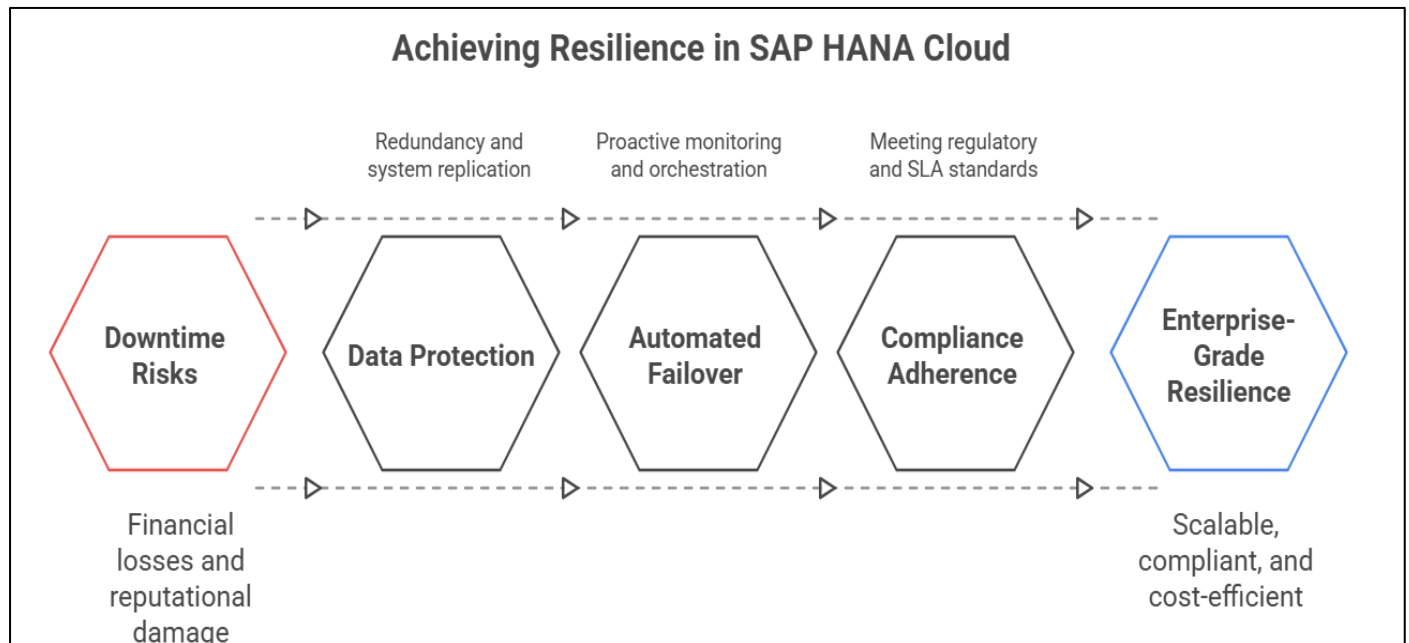 Achieving Resilience in SAP HANA Cloud
Redundancy and
system replication
Proactive monitoring
and orchestration
Meeting regulatory
and SLA standards
Downtime
Risks
Data Protection
Automated
Failover
Compliance
Adherence
Enterprise-
Grade
Resilience
Financial
losses and
reputational
damage
Scalable,
compliant, and
cost-efficient